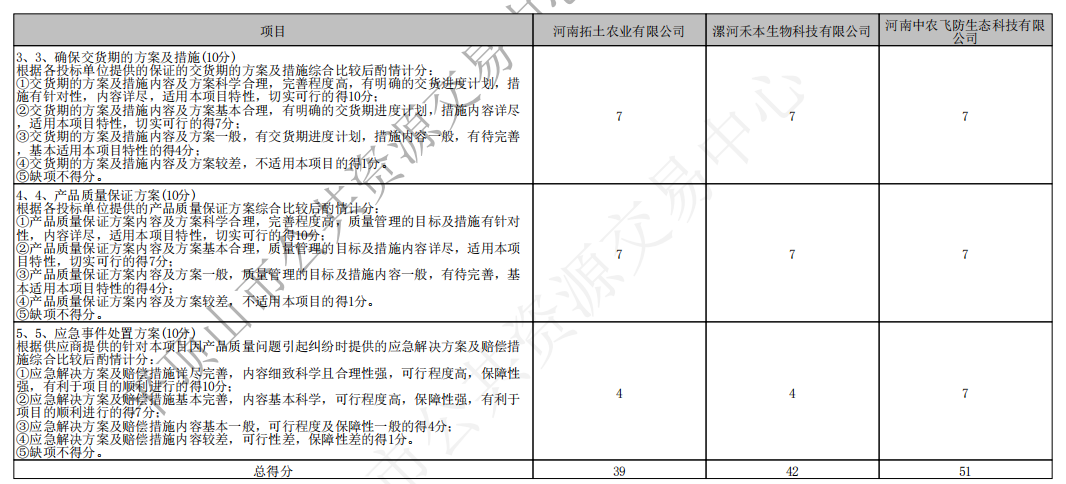 项目 河南拓土农业有限公司 漯河禾本生物科技有限公司 河南中农飞防生态科技有限公司
3、3、确保交货期的方案及措施(10分)
根据各投标单位提供的保证的交货期的方案及措施综合比较后酌情计分：
①交货期的方案及措施内容及方案科学合理，完善程度高，有明确的交货进度计划，措
施有针对性，内容详尽，适用本项目特性，切实可行的得10分；
②交货期的方案及措施内容及方案基本合理，有明确的交货期进度计划，措施内容详尽
，适用本项目特性，切实可行的得7分；
③交货期的方案及措施内容及方案一般，有交货期进度计划，措施内容一般，有待完善
，基本适用本项目特性的得4分；
④交货期的方案及措施内容及方案较差，不适用本项目的得1分。
⑤缺项不得分。
7 7 7
4、4、产品质量保证方案(10分)
根据各投标单位提供的产品质量保证方案综合比较后酌情计分：
①产品质量保证方案内容及方案科学合理，完善程度高，质量管理的目标及措施有针对
性，内容详尽，适用本项目特性，切实可行的得10分；
②产品质量保证方案内容及方案基本合理，质量管理的目标及措施内容详尽，适用本项
目特性，切实可行的得7分；
③产品质量保证方案内容及方案一般，质量管理的目标及措施内容一般，有待完善，基
本适用本项目特性的得4分；
④产品质量保证方案内容及方案较差，不适用本项目的得1分。
⑤缺项不得分。
7 7 7
5、5、应急事件处置方案(10分)
根据供应商提供的针对本项目因产品质量问题引起纠纷时提供的应急解决方案及赔偿措
施综合比较后酌情计分：
①应急解决方案及赔偿措施详尽完善，内容细致科学且合理性强，可行程度高，保障性
强，有利于项目的顺利进行的得10分；
②应急解决方案及赔偿措施基本完善，内容基本科学，可行程度高，保障性强，有利于
项目的顺利进行的得7分；
③应急解决方案及赔偿措施内容基本一般，可行程度及保障性一般的得4分；
④应急解决方案及赔偿措施内容较差，可行性差，保障性差的得1分。
⑤缺项不得分。
4 4 7
总得分 39 42 51
平顶山市公共资源交易中心
市公共资源交易中心